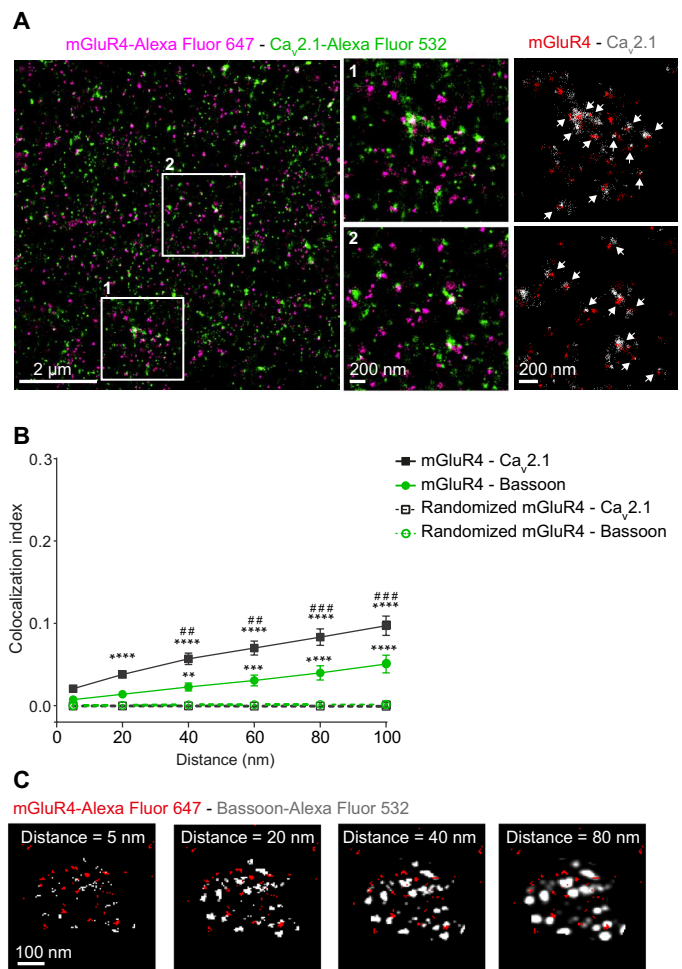 A
mGluR4-Alexa Fluor 647 - Cav2.1-Alexa Fluor 532
mGluR4 - Cav2.1
1
2
1
2 µm
2
200 nm
200 nm
B
0.3
0.2
0.1
0.0
Colocalization index
0
20
40
60
80
100
Distance (nm)
****
##
****
##
****
###
****
###
****
**
***
****
****
mGluR4 - Cav2.1
mGluR4 - Bassoon
Randomized mGluR4 - Cav2.1
Randomized mGluR4 - Bassoon
C
mGluR4-Alexa Fluor 647 - Bassoon-Alexa Fluor 532
Distance = 5 nm
Distance = 20 nm
Distance = 40 nm
Distance = 80 nm
100 nm